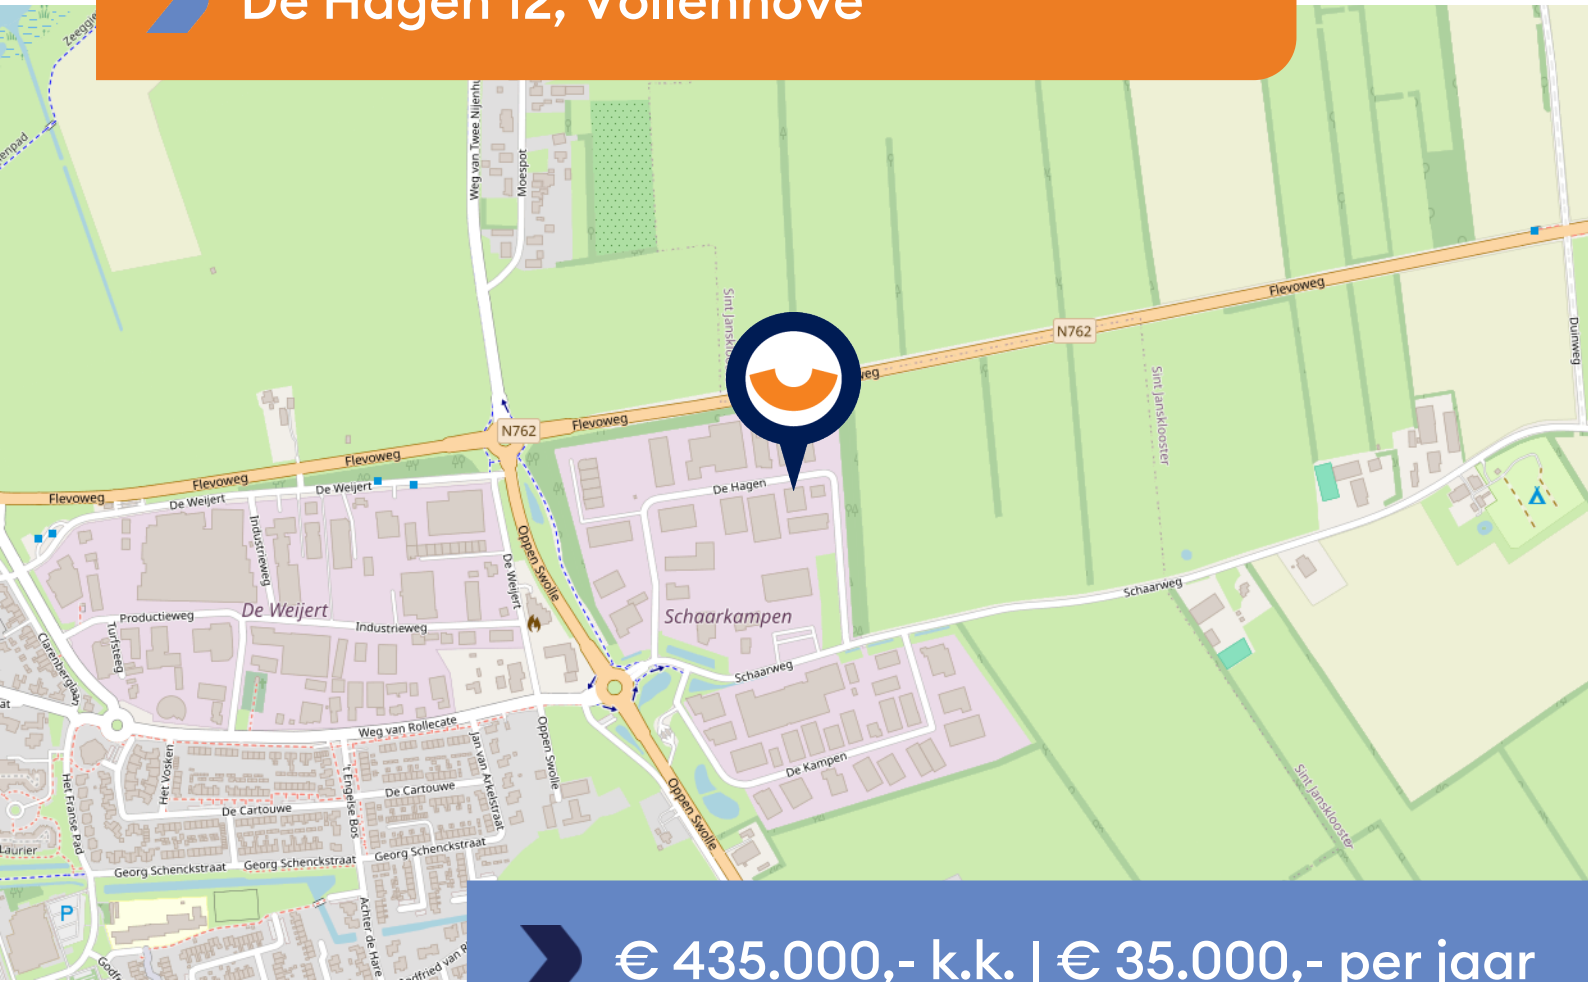 De Hagen 12, Vollenhove
Weg van Twee Nijenhu
Moespot
Flevoweg
N762
Duinweg
Sint Jansklooster
N762
Flevoweg
Flevoweg
Flevoweg
Flevoweg
De Weijert
De Weijert
De Hagen
Industrieweg
Oppen Swolle
De Weijert
De Weijert
Schaarkampen
Schaarweg
Productieweg
Industrieweg
Turfsteeg
Clarenberglaan
Schaarweg
Weg van Rollecate
De Kampen
Oppen Swolle
Jan van Arkelstraat
Het Vosken
't Engelse Bos
De Cartouwe
De Cartouwe
Het Franse Pad
Oppen Swolle
Sint Jansklooster
Laurier
Georg Schenckstraat
Georg Schenckstraat
Georg Schenckstraat
P
Achter de Hare
€ 435.000,- k.k. | € 35.000,- per jaar